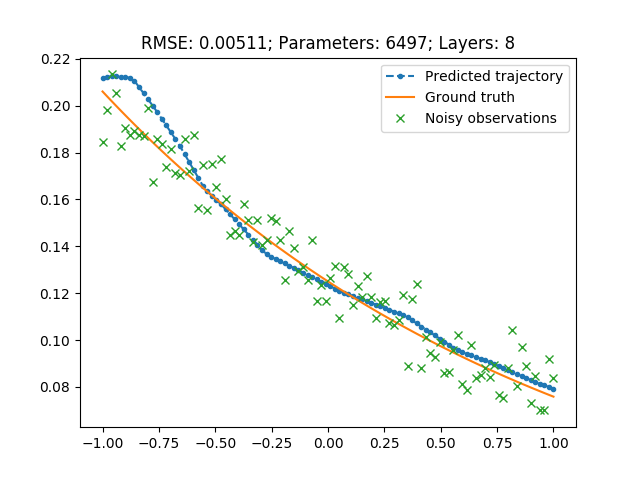 RMSE: 0.00511; Parameters: 6497; Layers: 8
0.22
0.20
0.18
0.16
0.14
0.12
0.10
0.08
Predicted trajectory
Ground truth
Noisy observations
−1.00 −0.75 −0.50 −0.25 0.00 0.25 0.50 0.75 1.00